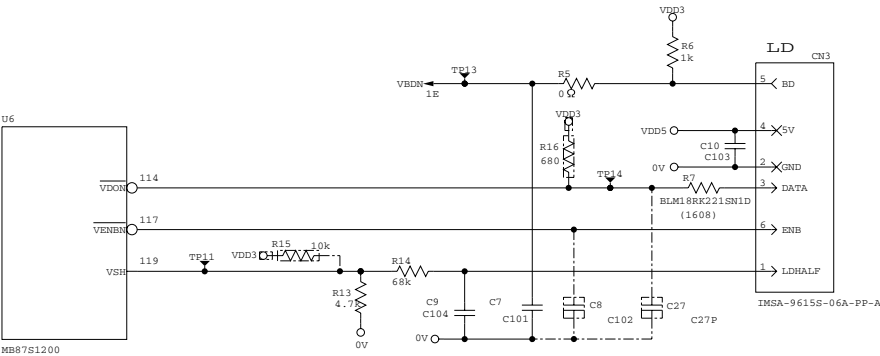 VDD3
R6
1k
LD
CN3
TP13
R5
VBDN
1E
0Ω
5
BD
U6
VDD3
VDD5
4
5V
R16
680
C10
C103
0V
2
GND
114
TP14
R7
VDON
3
DATA
BLM18RK221SN1D
(1608)
117
VENBN
6
ENB
R15
10k
VDD3
119
TP11
R14
VSH
68k
1
LDHALF
R13
4.7k
C9
C104
C7
C101
C8
C102
C27
C27P
IMSA-9615S-06A-PP-A
0V
0V
MB87S1200